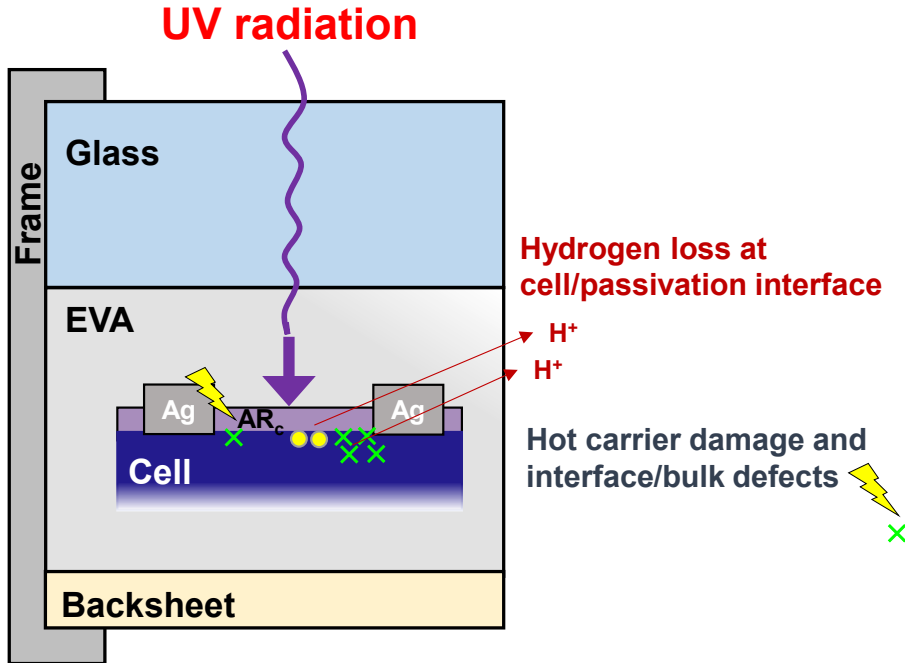 UV radiation
Glass
Frame
Hydrogen loss at
cell/passivation interface
EVA
H⁺
H⁺
Ag
ARc
Ag
Cell
Hot carrier damage and
interface/bulk defects
Backsheet